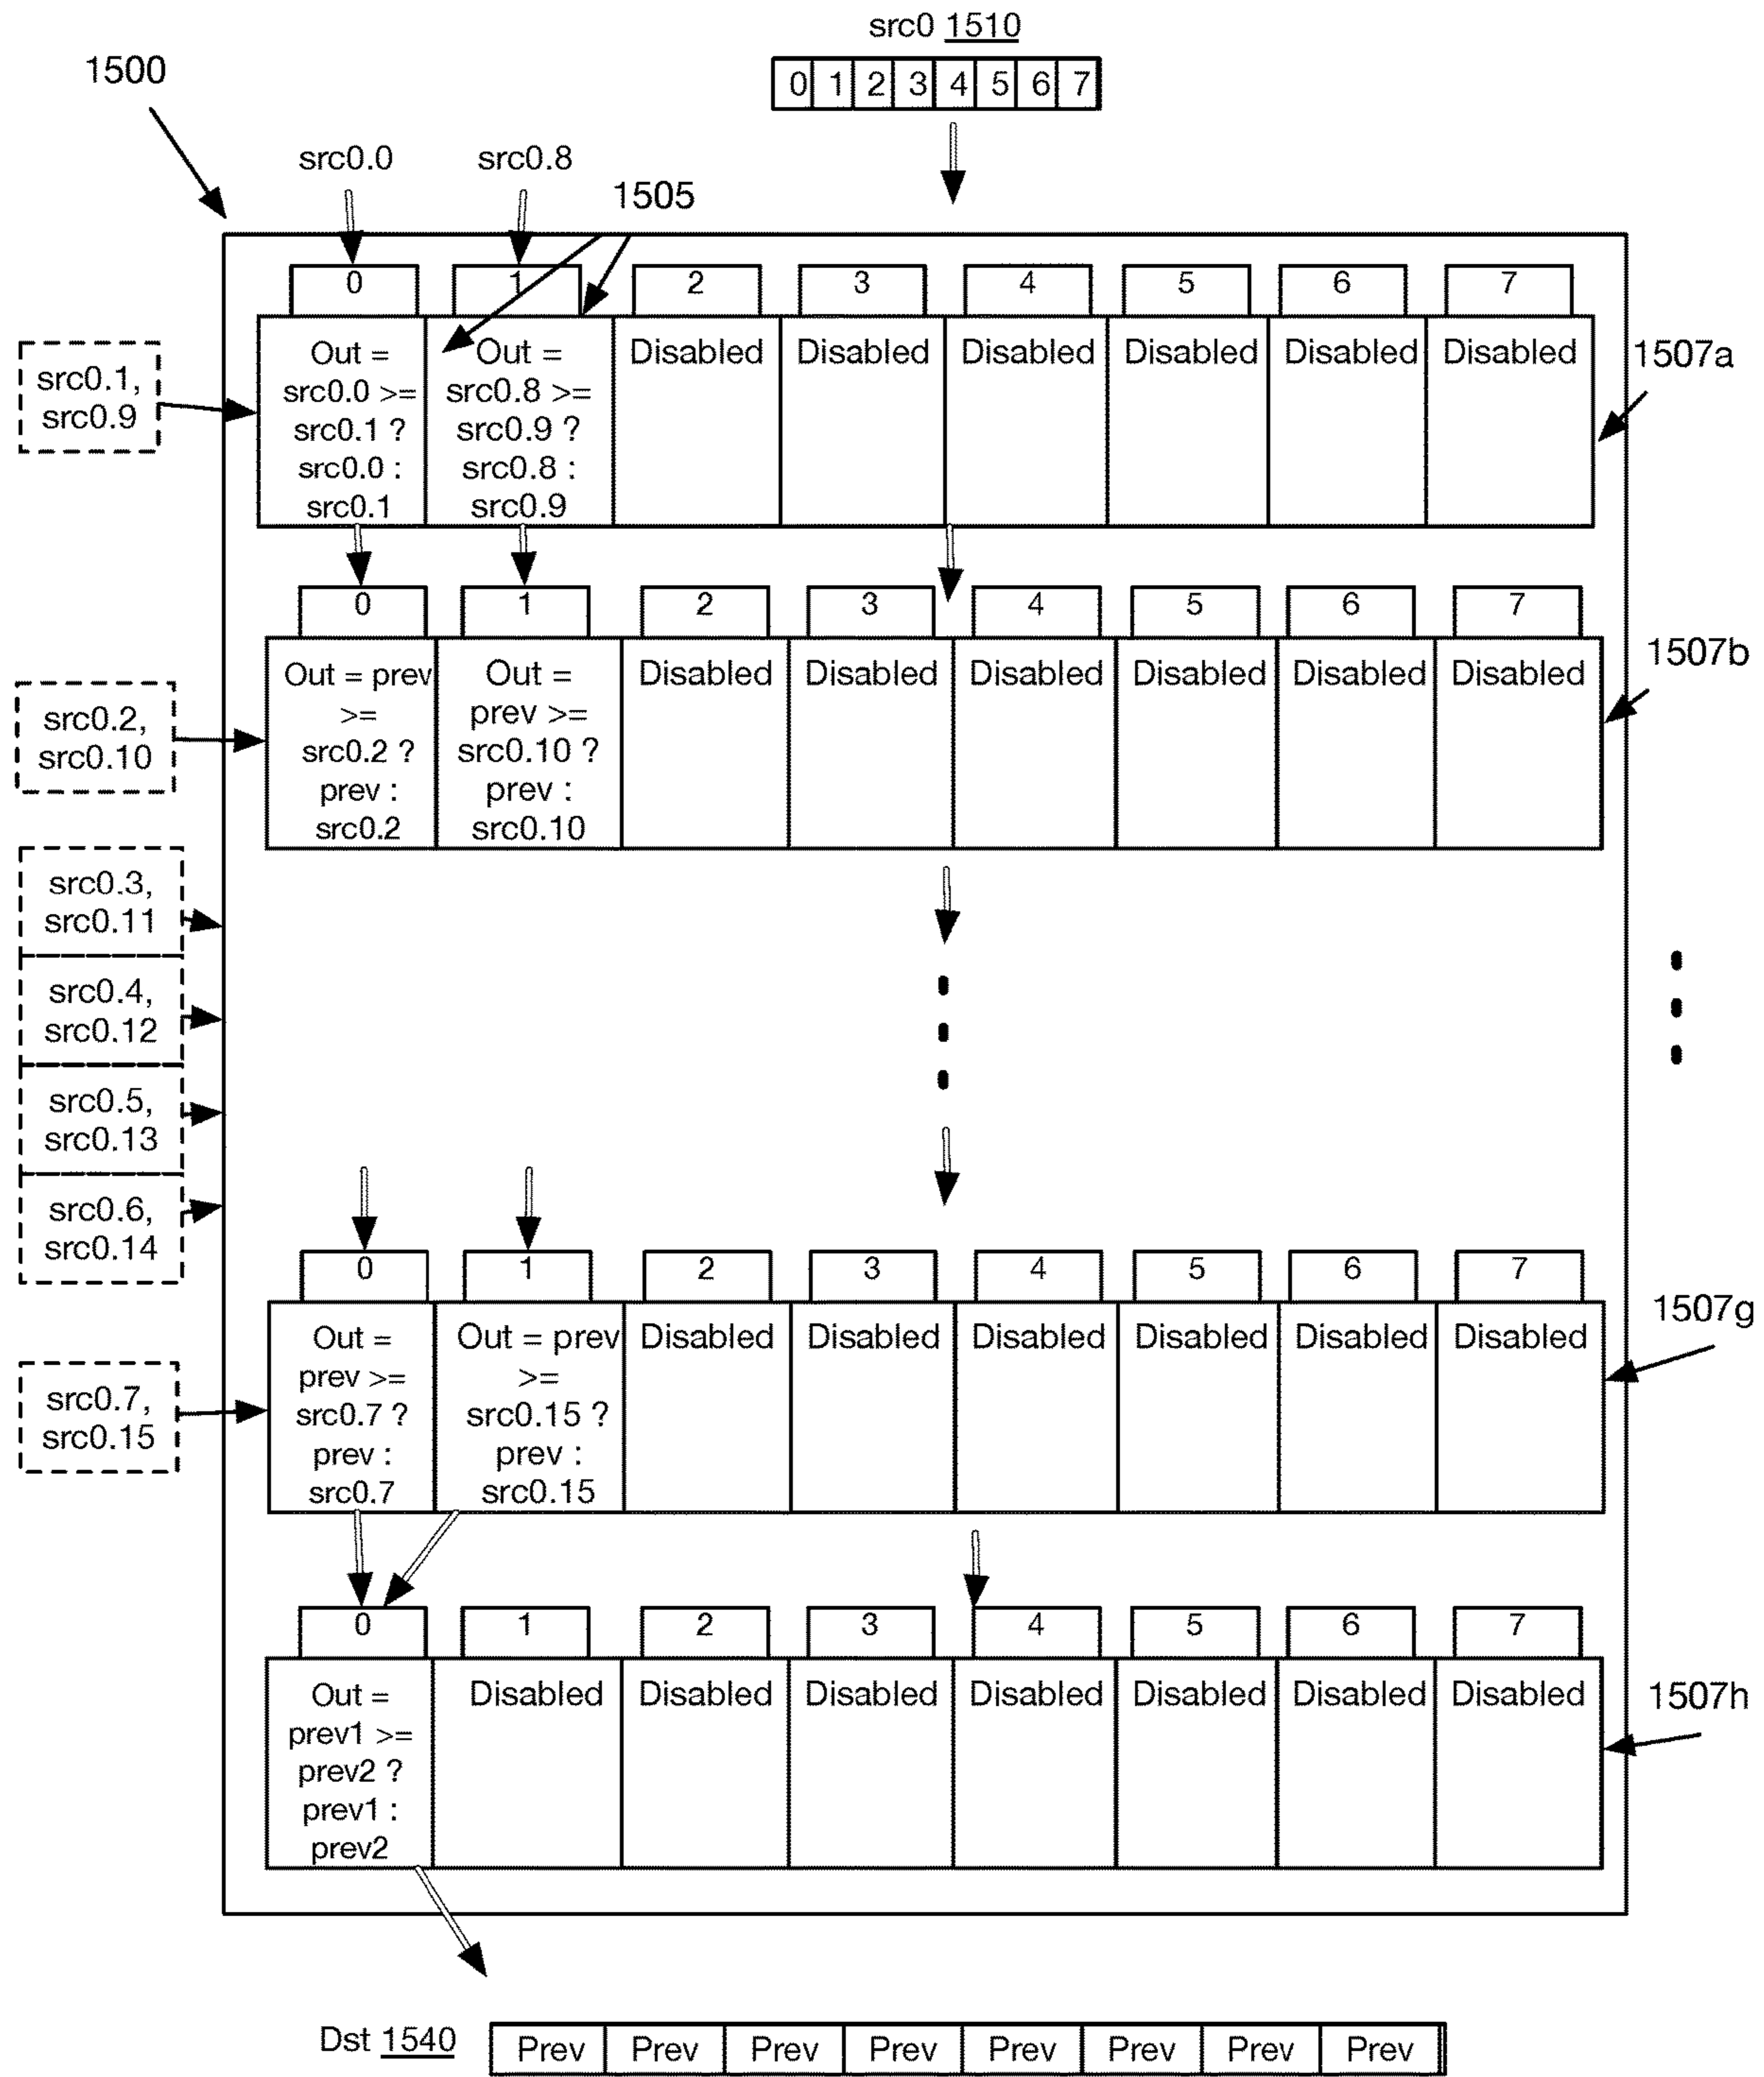 src0 1510
0 1 2 3 4 5 6 7
1500
src0.0 src0.8
1505
0 1 2 3 4 5 6 7
src0.1,
src0.9
Out =
src0.0 >=
src0.1 ?
src0.0 :
src0.1
Out =
src0.8 >=
src0.9 ?
src0.8 :
src0.9
Disabled Disabled Disabled Disabled Disabled Disabled
1507a
0 1 2 3 4 5 6 7
src0.2,
src0.10
Out = prev
>=
src0.2 ?
prev :
src0.2
Out =
prev >=
src0.10 ?
prev :
src0.10
Disabled Disabled Disabled Disabled Disabled Disabled
1507b
src0.3,
src0.11
src0.4,
src0.12
src0.5,
src0.13
src0.6,
src0.14
0 1 2 3 4 5 6 7
src0.7,
src0.15
Out =
prev >=
src0.7 ?
prev :
src0.7
Out = prev
>=
src0.15 ?
prev :
src0.15
Disabled Disabled Disabled Disabled Disabled Disabled
1507g
0 1 2 3 4 5 6 7
Out =
prev1 >=
prev2 ?
prev1 :
prev2
Disabled Disabled Disabled Disabled Disabled Disabled Disabled
1507h
Dst 1540
Prev Prev Prev Prev Prev Prev Prev Prev